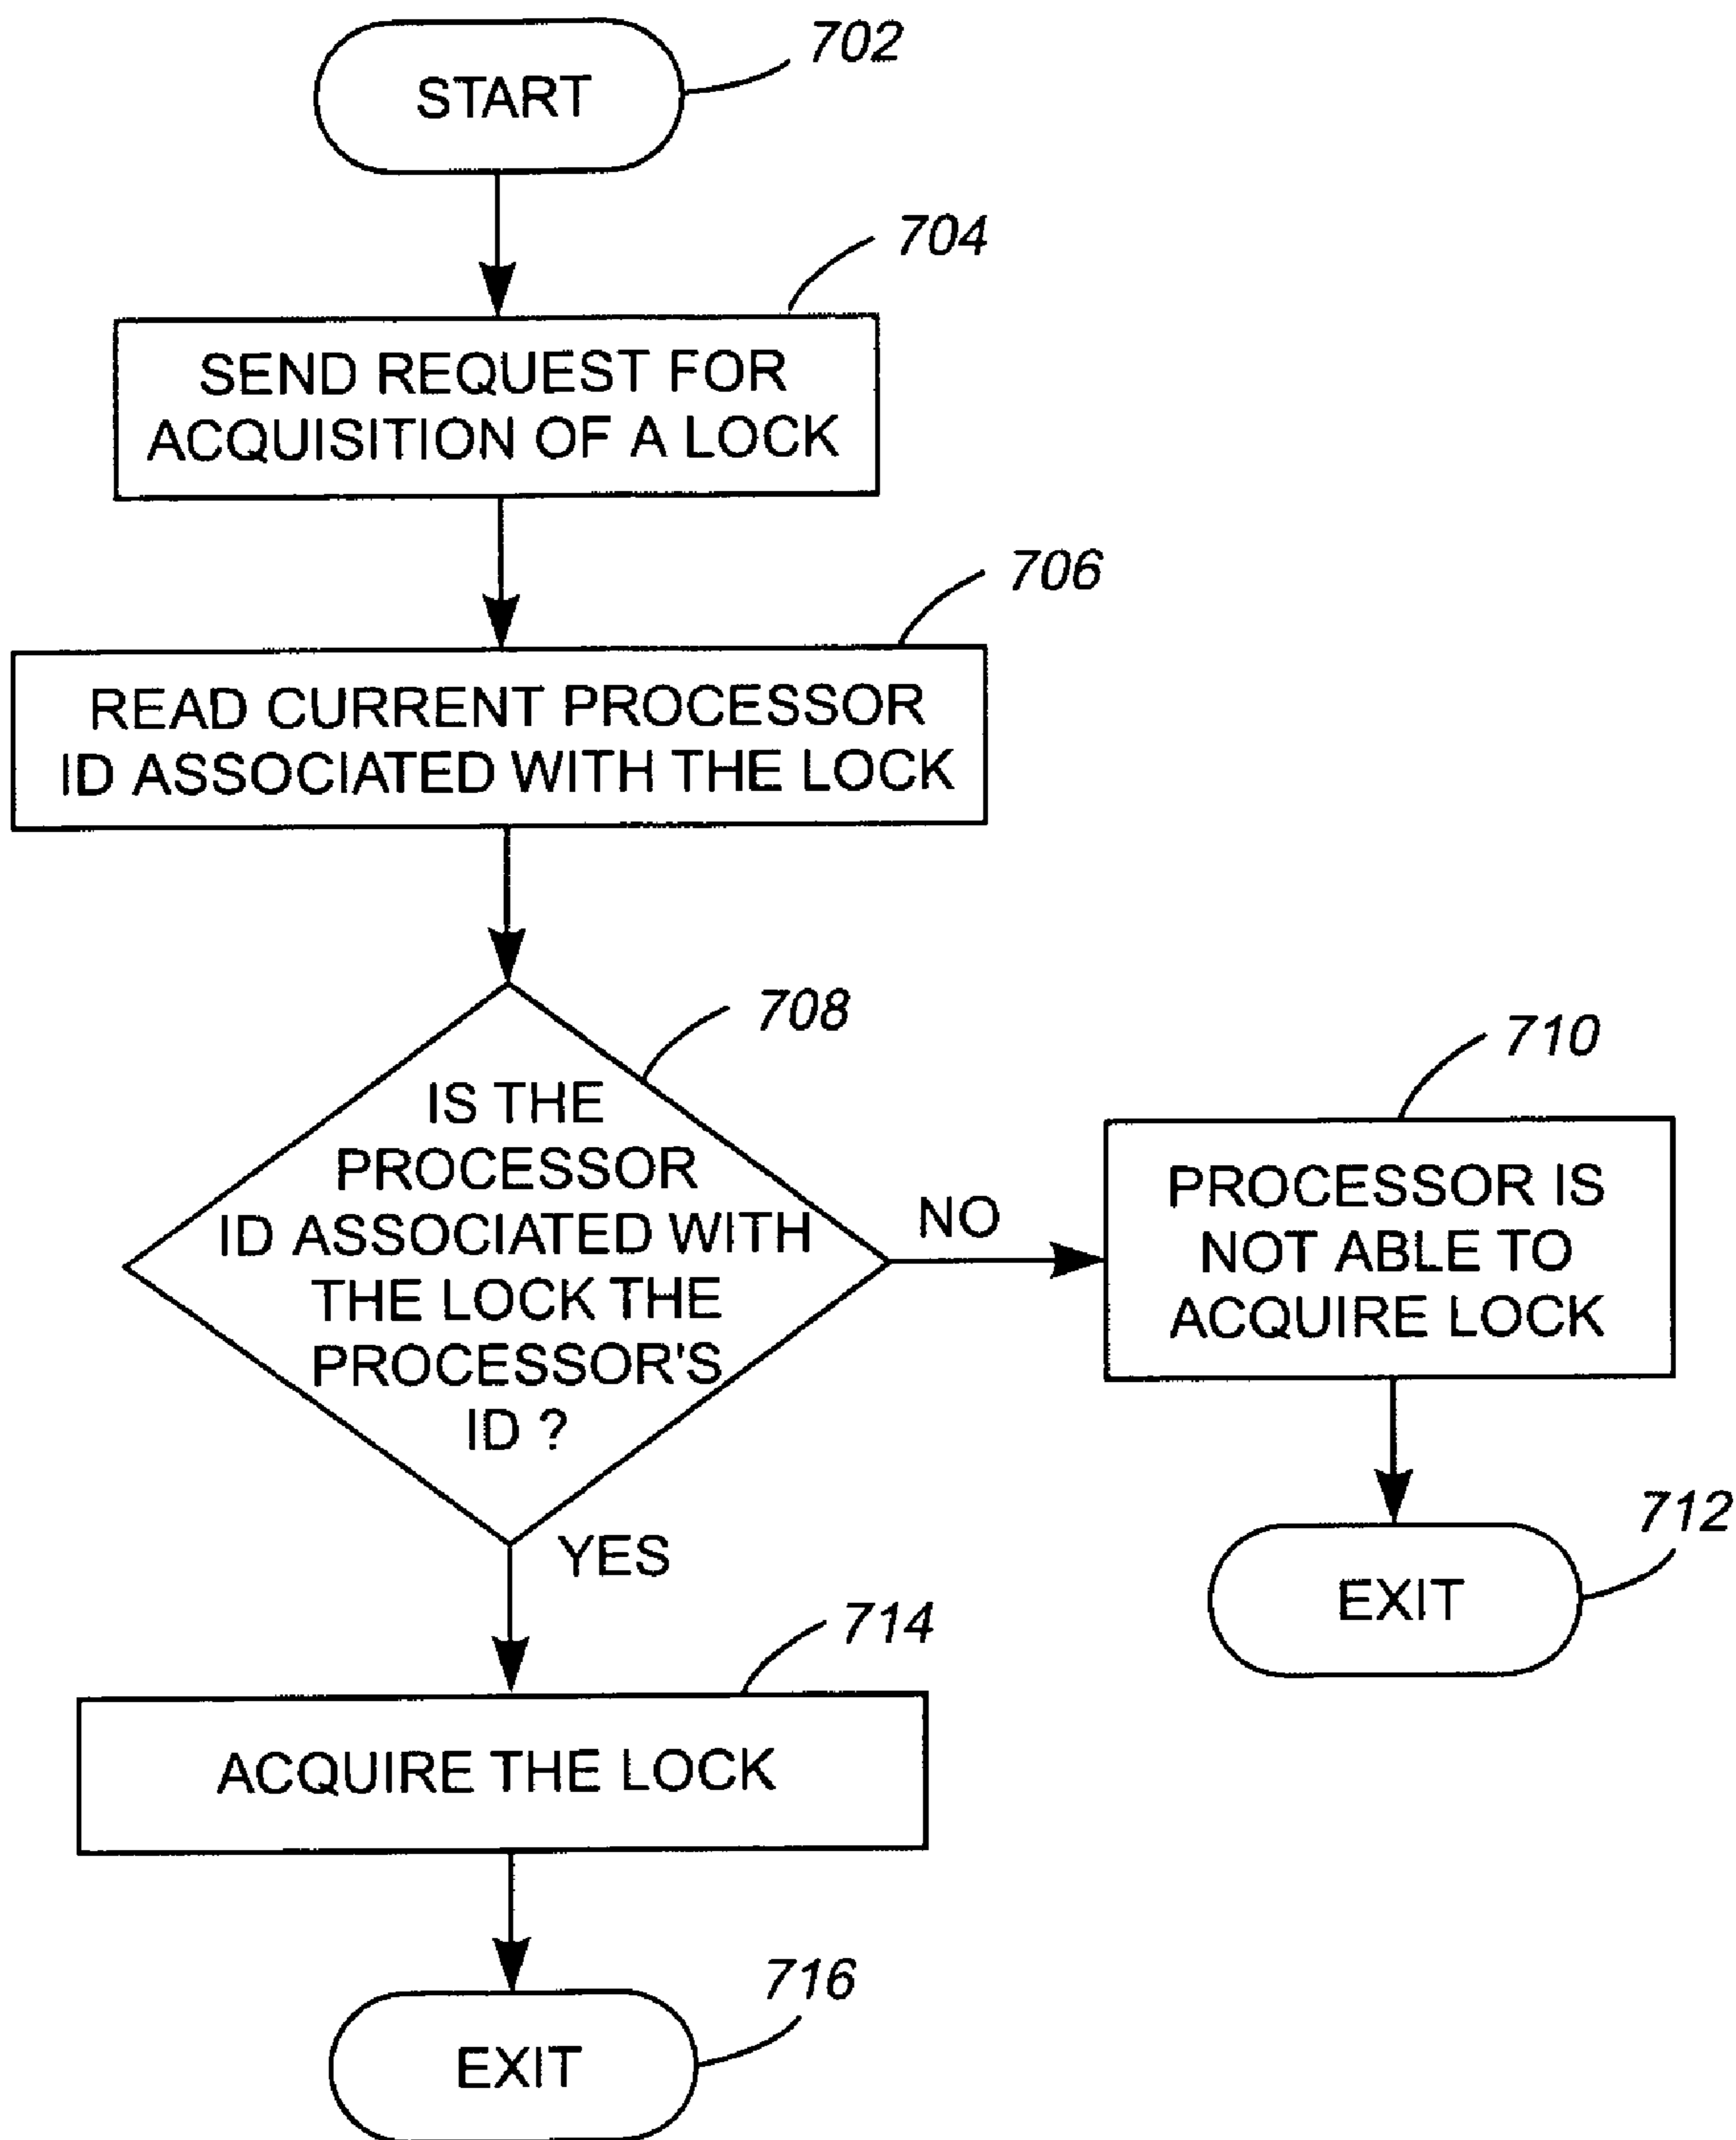 702
START
704
SEND REQUEST FOR
ACQUISITION OF A LOCK
706
READ CURRENT PROCESSOR
ID ASSOCIATED WITH THE LOCK
708
IS THE
PROCESSOR
ID ASSOCIATED WITH
THE LOCK THE
PROCESSOR'S
ID ?
NO
710
PROCESSOR IS
NOT ABLE TO
ACQUIRE LOCK
712
EXIT
YES
714
ACQUIRE THE LOCK
716
EXIT